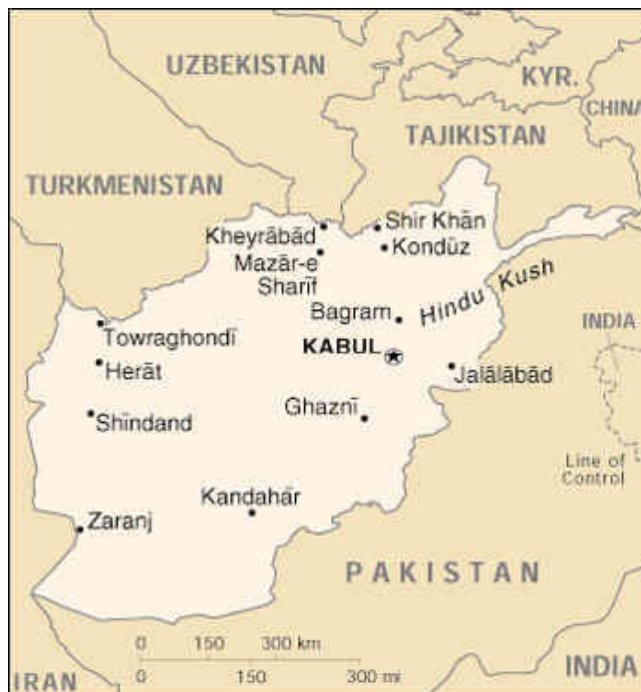 UZBEKISTAN
KYR.
CHINA
TAJIKISTAN
TURKMENISTAN
Kheyrābād
Shir Khān
Mazār-e
Sharīf
Kondūz
Hindu Kush
Bagram
Towraghondī
KABUL
INDIA
Herāt
Jalālābād
Ghaznī
Shīndand
Line of
Control
Kandahār
Zaranj
PAKISTAN
0 150 300 km
0 150 300 mi
IRAN
INDIA